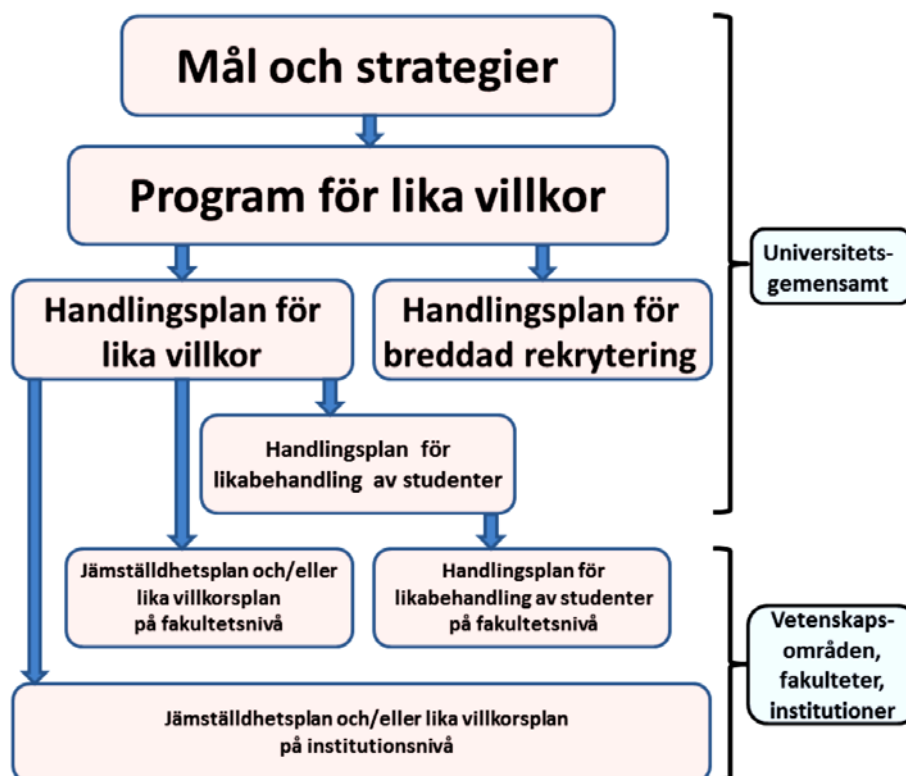 Mål och strategier
Program för lika villkor
Universitets-
gemensamt
Handlingsplan för
lika villkor
Handlingsplan för
breddad rekrytering
Handlingsplan för
likabehandling av studenter
Jämställdhetsplan och/eller
lika villkorsplan
på fakultetsnivå
Handlingsplan för
likabehandling av studenter
på fakultetsnivå
Vetenskaps-
områden,
fakulteter,
institutioner
Jämställdhetsplan och/eller lika villkorsplan
på institutionsnivå